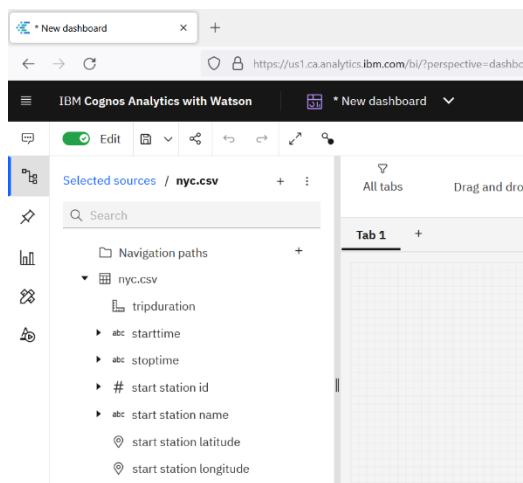 * New dashboard
https://us1.ca.analytics.ibm.com/bi/?perspective=dashbo
IBM Cognos Analytics with Watson
* New dashboard
Edit
Selected sources / nyc.csv
All tabs
Drag and dro
Search
Tab 1
Navigation paths
nyc.csv
tripduration
abc starttime
abc stoptime
# start station id
abc start station name
start station latitude
start station longitude